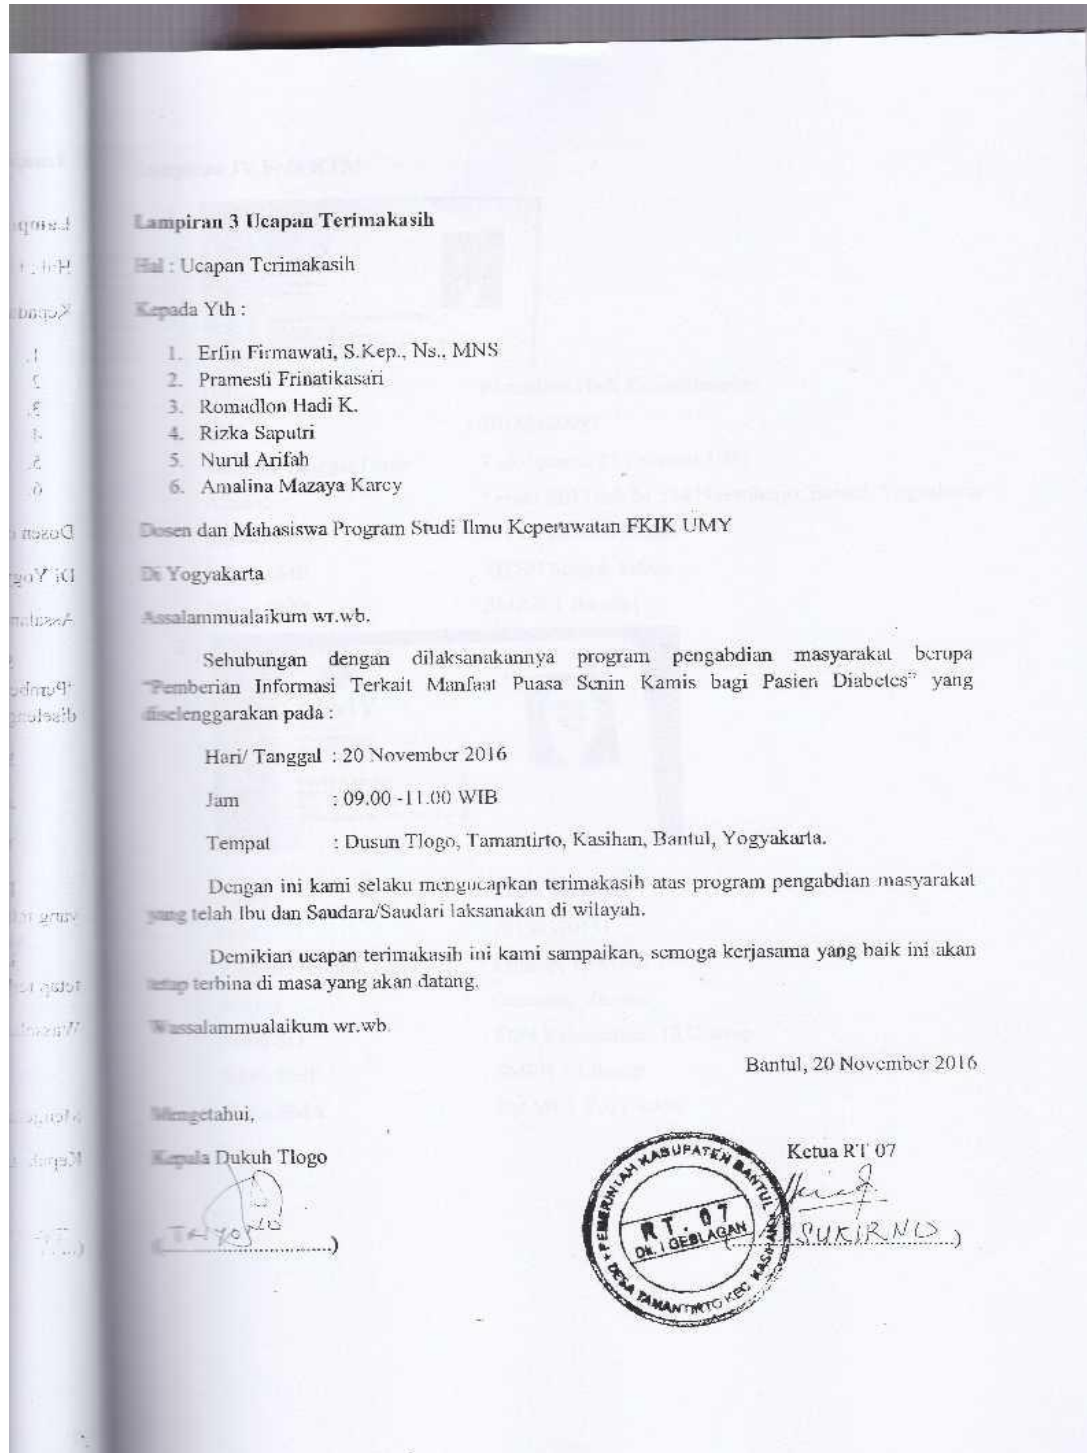 Lampiran 3 Ucapan Terimakasih
Hal : Ucapan Terimakasih
Kepada Yth :
1. Erfin Firmawati, S.Kep., Ns., MNS
2. Pramesti Frinatikasari
3. Romadlon Hadi K.
4. Rizka Saputri
5. Nurul Arifah
6. Amalina Mazaya Karey
Dosen dan Mahasiswa Program Studi Ilmu Keperawatan FKIK UMY
Di Yogyakarta
Assalammualaikum wr.wb.
Sehubungan dengan dilaksanakannya program pengabdian masyarakat berupa
"Pemberian Informasi Terkait Manfaat Puasa Senin Kamis bagi Pasien Diabetes" yang
diselenggarakan pada :
Hari/ Tanggal : 20 November 2016
Jam : 09.00 -11.00 WIB
Tempat : Dusun Tlogo, Tamantirto, Kasihan, Bantul, Yogyakarta.
Dengan ini kami selaku mengucapkan terimakasih atas program pengabdian masyarakat
yang telah Ibu dan Saudara/Saudari laksanakan di wilayah.
Demikian ucapan terimakasih ini kami sampaikan, semoga kerjasama yang baik ini akan
tetap terbina di masa yang akan datang.
Wassalammualaikum wr.wb.
Bantul, 20 November 2016
Mengetahui,
Kepala Dukuh Tlogo
Ketua RT 07
PEMERINTAH KABUPATEN BANTUL
RT. 07
DK. I GEBLAGAN
DESA TAMANTIRTO KEC. KASIHAN
(TRIYONO)
(SUKIRNO)